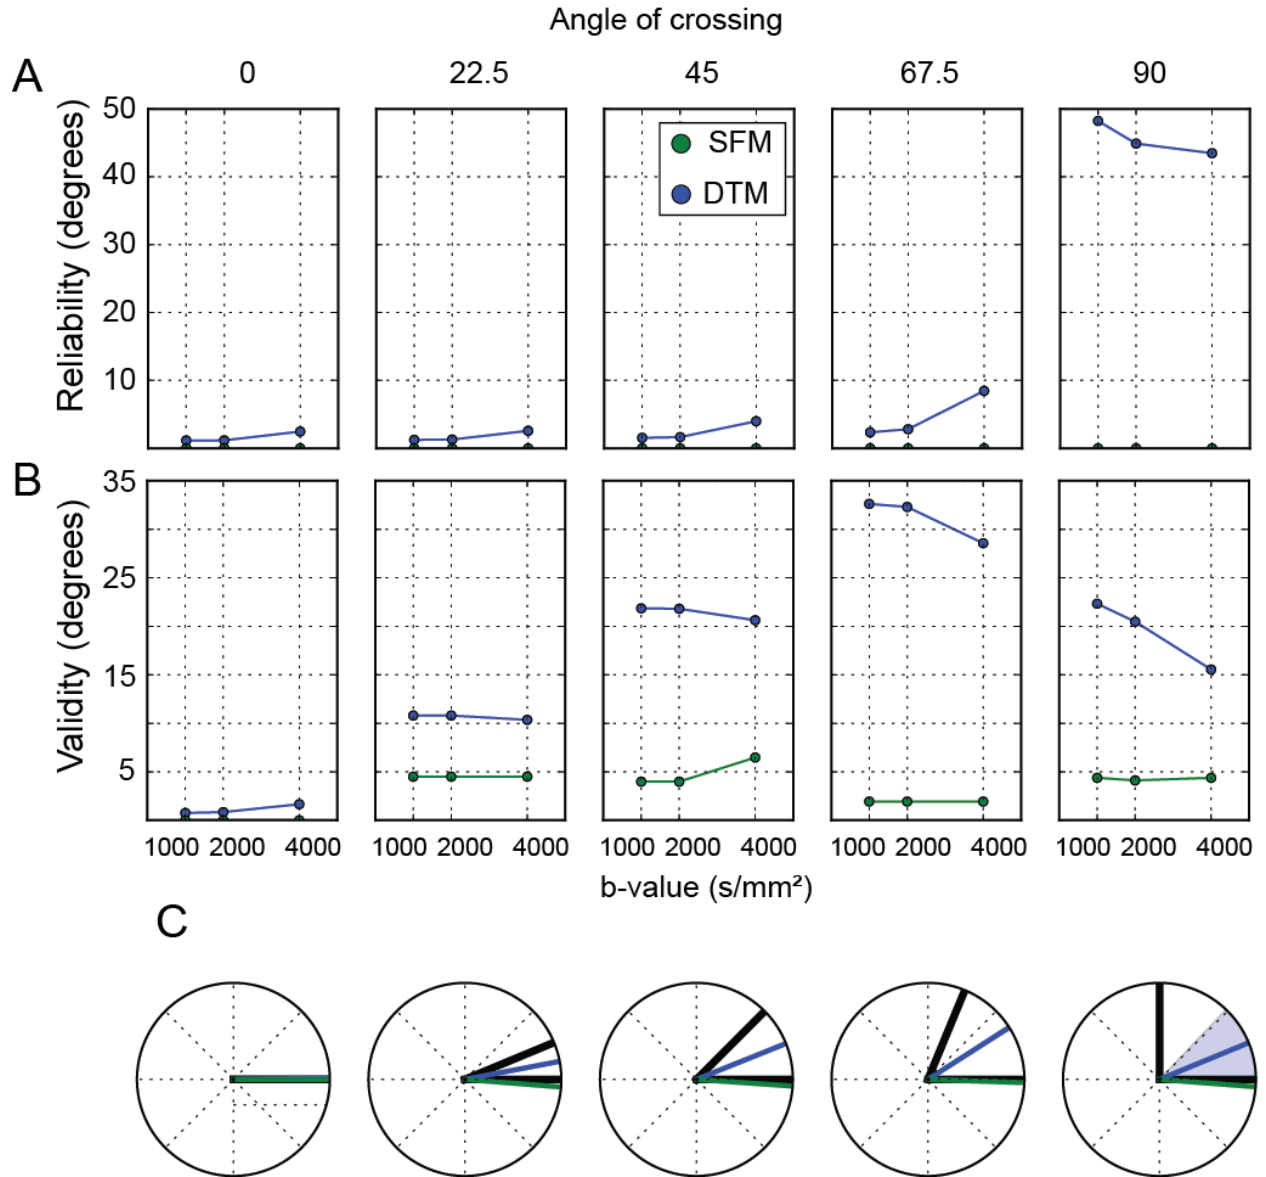 Angle of crossing
A
0 22.5 45 67.5 90
Reliability (degrees)
50
40
30
20
10
SFM
DTM
B
Validity (degrees)
35
25
15
5
1000 2000 4000 1000 2000 4000 1000 2000 4000 1000 2000 4000 1000 2000 4000
b-value (s/mm²)
C